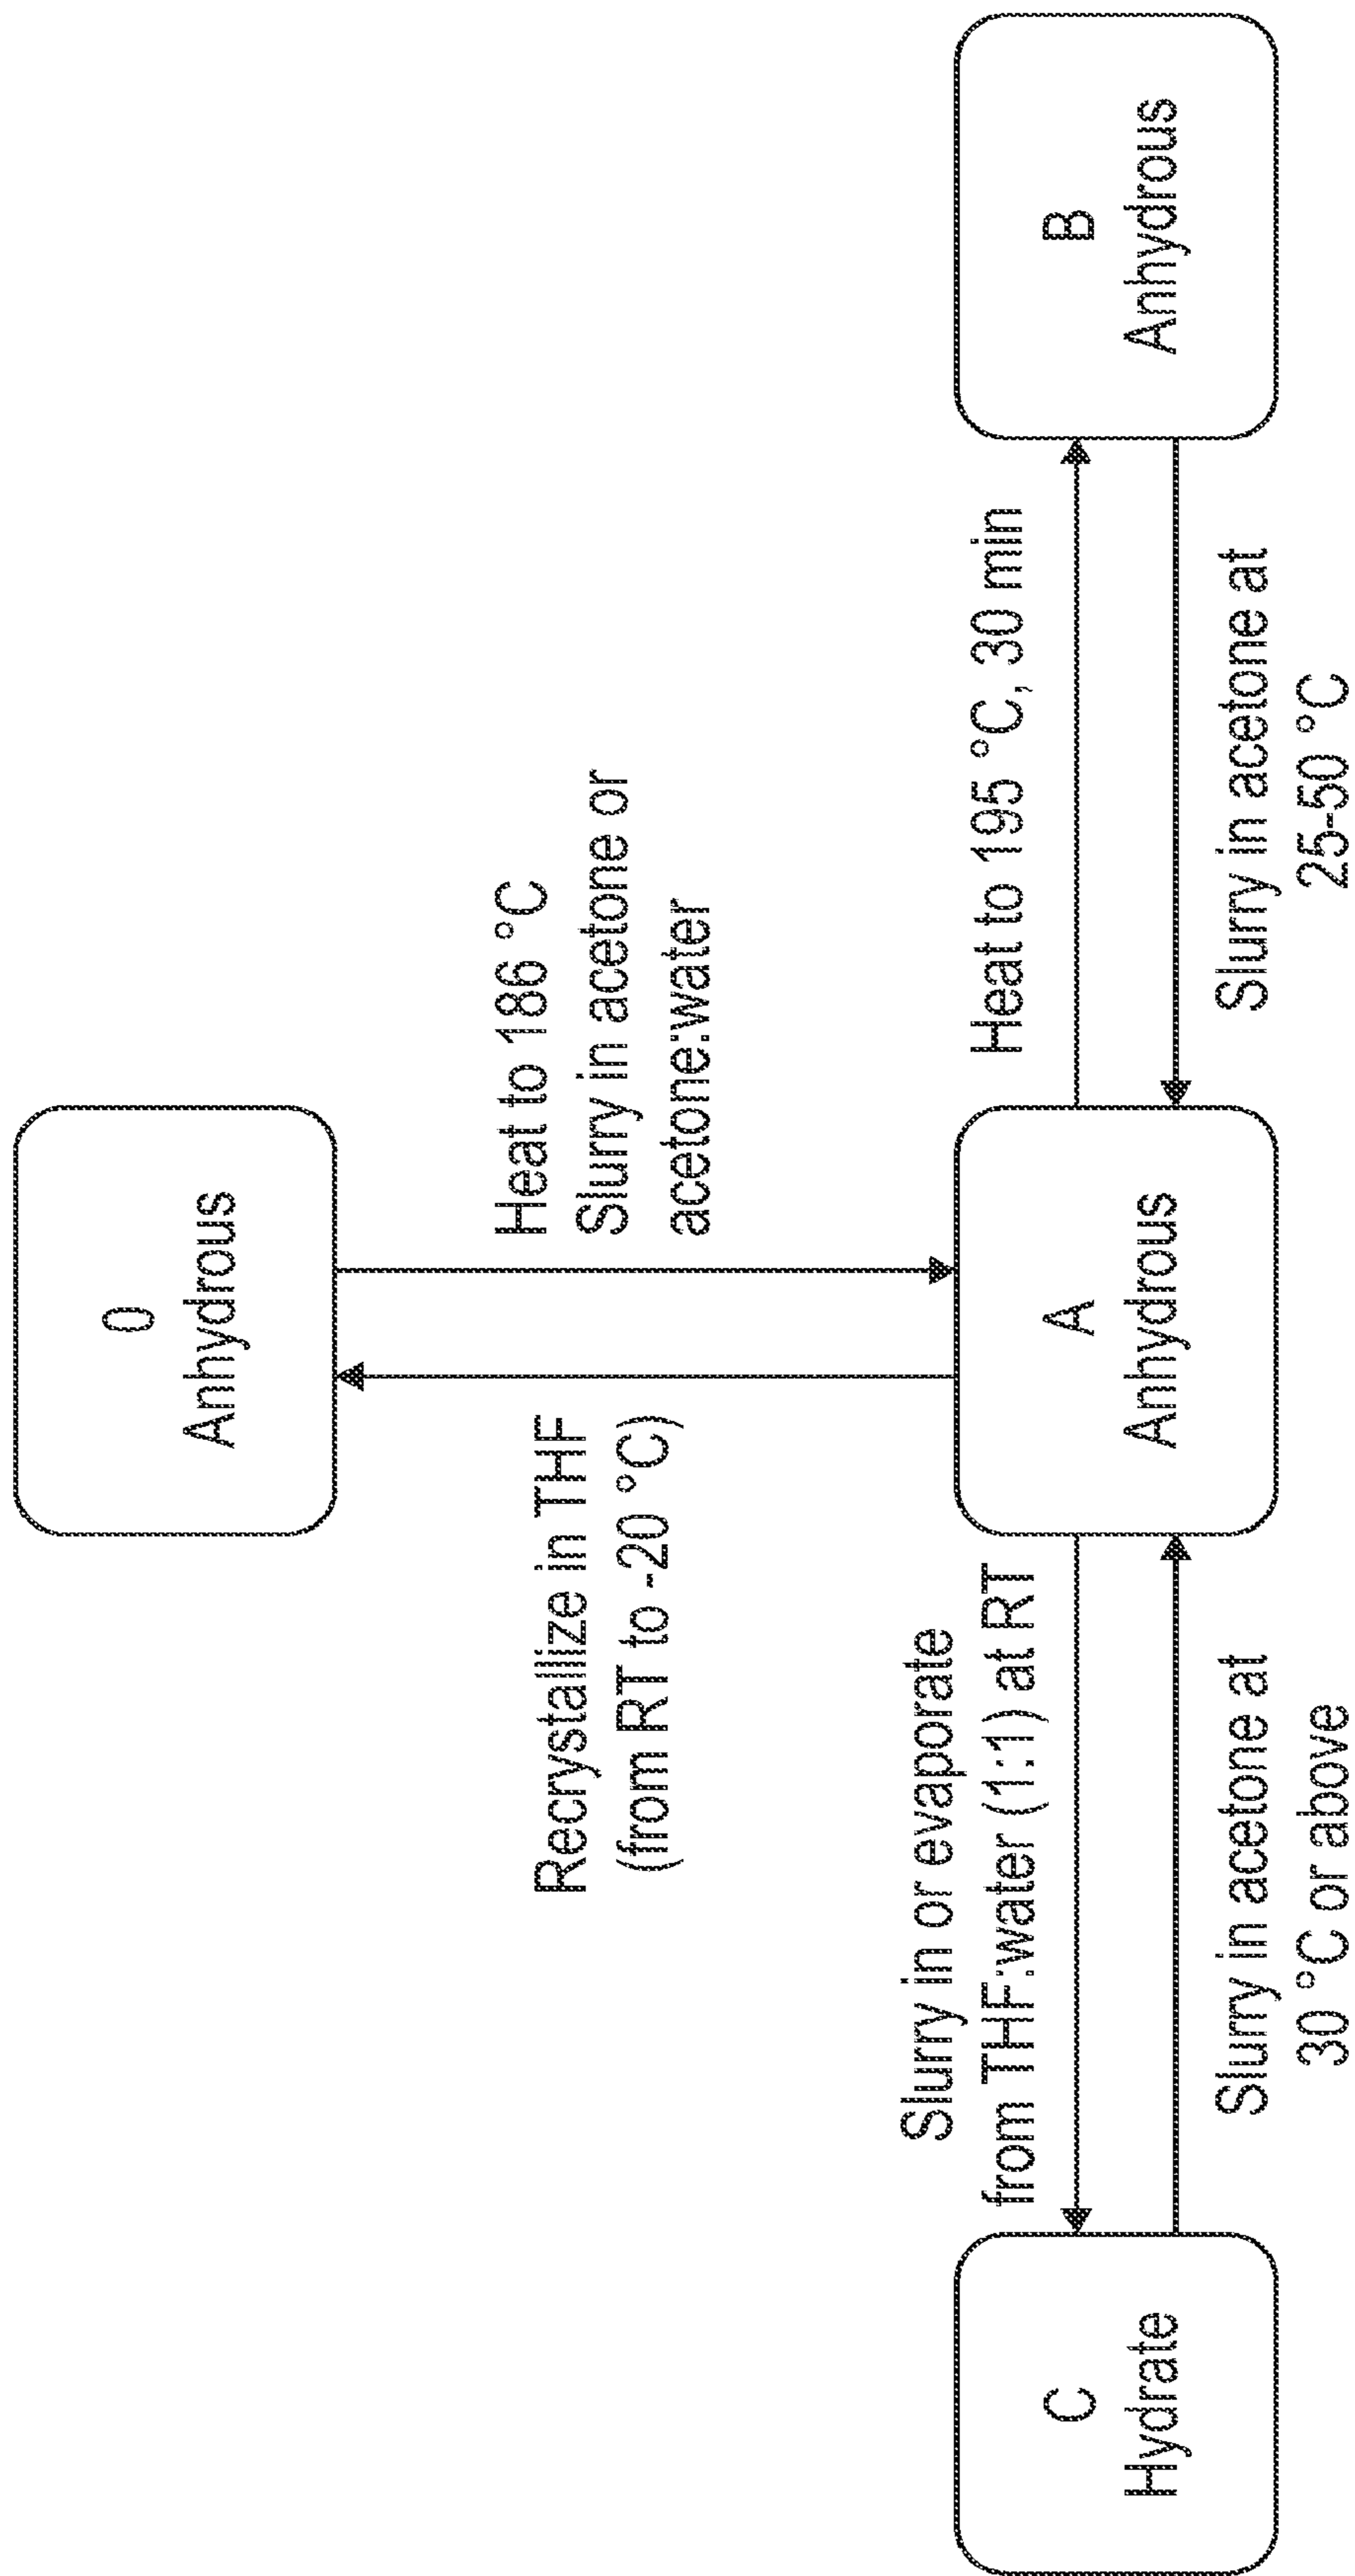 0
Anhydrous
Recrystallize in THF
(from RT to -20 °C)
Heat to 186 °C
Slurry in acetone or
acetone:water
C
Hydrate
Slurry in or evaporate
from THF:water (1:1) at RT
Slurry in acetone at
30 °C or above
A
Anhydrous
Heat to 195 °C, 30 min
Slurry in acetone at
25-50 °C
B
Anhydrous